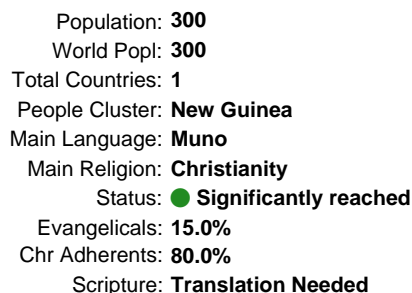 Population: 300
World Popl: 300
Total Countries: 1
People Cluster: New Guinea
Main Language: Muno
Main Religion: Christianity
Status: Significantly reached
Evangelicals: 15.0%
Chr Adherents: 80.0%
Scripture: Translation Needed